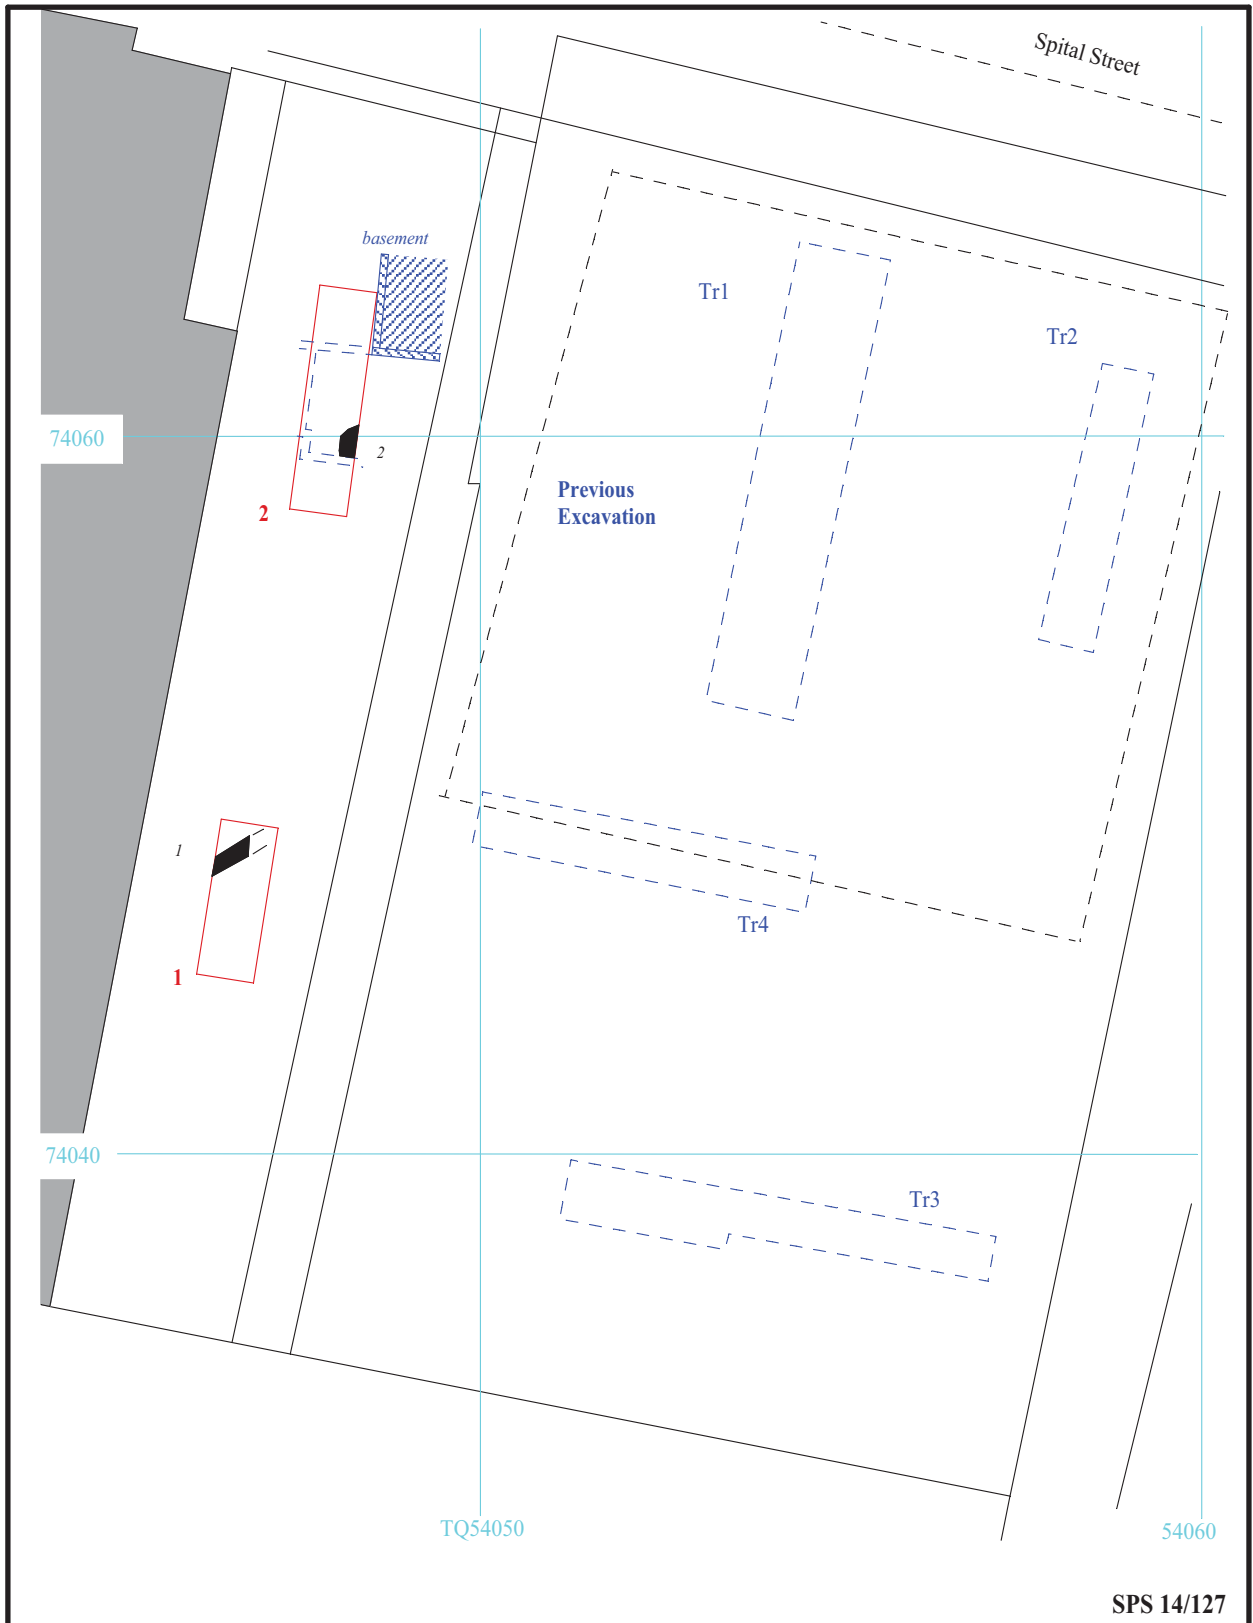 Spital Street
basement
Tr1
Tr2
74060
2
Previous
Excavation
2
1
Tr4
1
74040
Tr3
TQ54050
54060
SPS 14/127